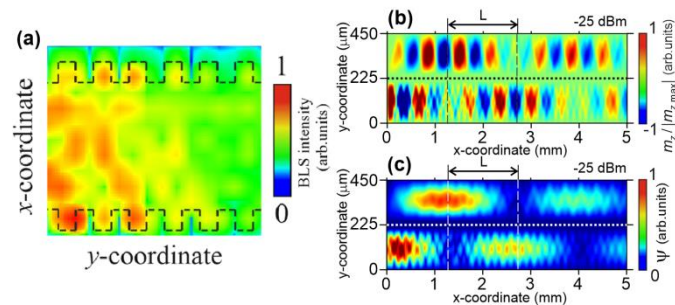 (a)
x-coordinate
y-coordinate
1
0
BLS intensity
(arb.units)
(b)
L
-25 dBm
450
225
0
y-coordinate (μm)
0 1 2 3 4 5
x-coordinate (mm)
1
-1
m_z / |m_z max| (arb.units)
(c)
L
-25 dBm
450
225
0
y-coordinate (μm)
0 1 2 3 4 5
x-coordinate (mm)
1
0
Ψ (arb.units)